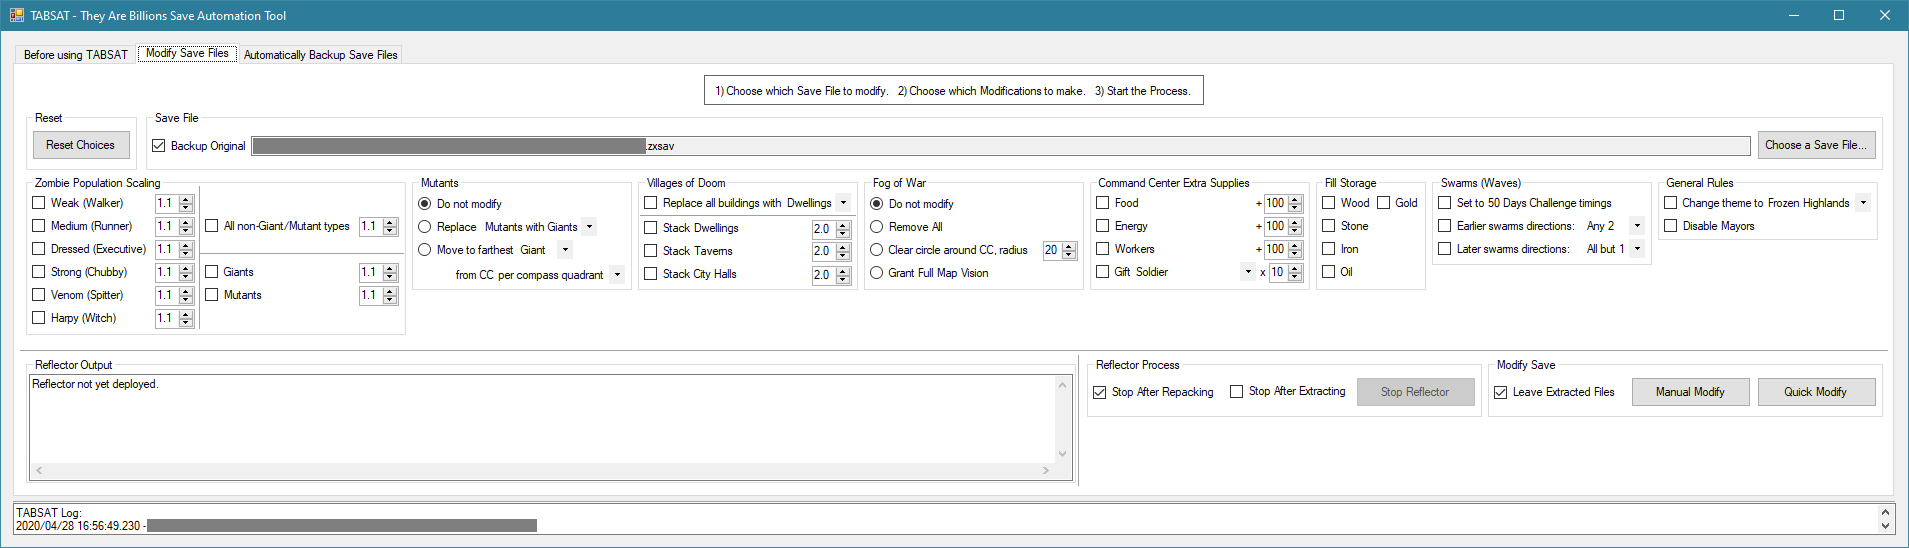 TABSAT - They Are Billions Save Automation Tool
Before using TABSAT
Modify Save Files
Automatically Backup Save Files
1) Choose which Save File to modify. 2) Choose which Modifications to make. 3) Start the Process.
Reset
Reset Choices
Save File
Backup Original
.zxsav
Choose a Save File...
Zombie Population Scaling
Weak (Walker) 1.1
Medium (Runner) 1.1
Dressed (Executive) 1.1
Strong (Chubby) 1.1
Venom (Spitter) 1.1
Harpy (Witch) 1.1
All non-Giant/Mutant types 1.1
Giants 1.1
Mutants 1.1
Mutants
Do not modify
Replace Mutants with Giants
Move to farthest Giant
from CC per compass quadrant
Villages of Doom
Replace all buildings with Dwellings
Stack Dwellings 2.0
Stack Taverns 2.0
Stack City Halls 2.0
Fog of War
Do not modify
Remove All
Clear circle around CC, radius 20
Grant Full Map Vision
Command Center Extra Supplies
Food + 100
Energy + 100
Workers + 100
Gift Soldier x 10
Fill Storage
Wood Gold
Stone
Iron
Oil
Swarms (Waves)
Set to 50 Days Challenge timings
Earlier swarms directions: Any 2
Later swarms directions: All but 1
General Rules
Change theme to Frozen Highlands
Disable Mayors
Reflector Output
Reflector not yet deployed.
Reflector Process
Stop After Repacking
Stop After Extracting
Stop Reflector
Modify Save
Leave Extracted Files
Manual Modify
Quick Modify
TABSAT Log:
2020/04/28 16:56:49.230 -